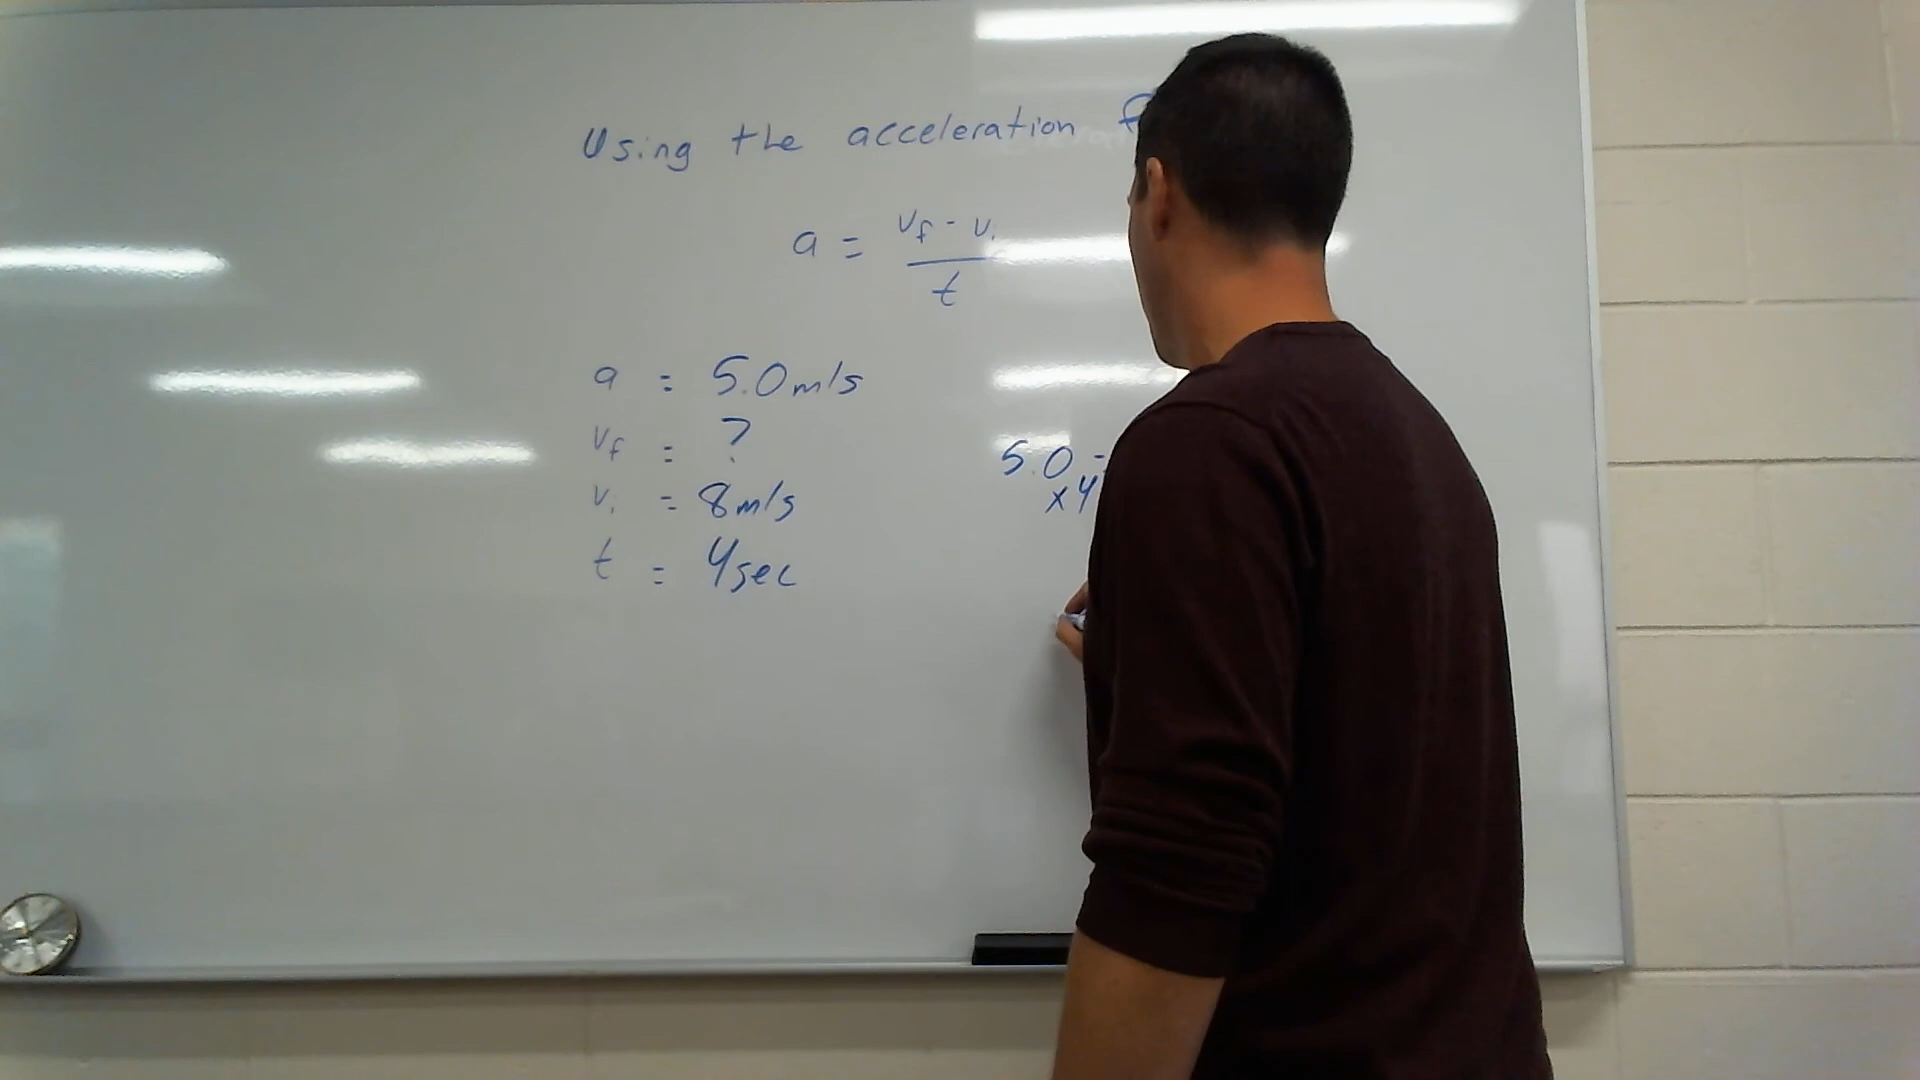 Using the acceleration
a = vf - vi
t
a = 5.0 m/s
vf = ?
vi = 8 m/s
t = 4 sec
5.0 =
x 4